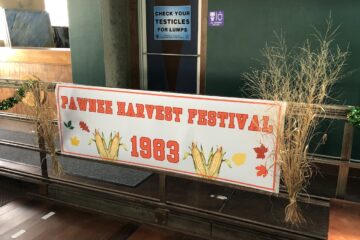 CHECK YOUR
TESTICLES
FOR LUMPS
PAWNEE HARVEST FESTIVAL
1983